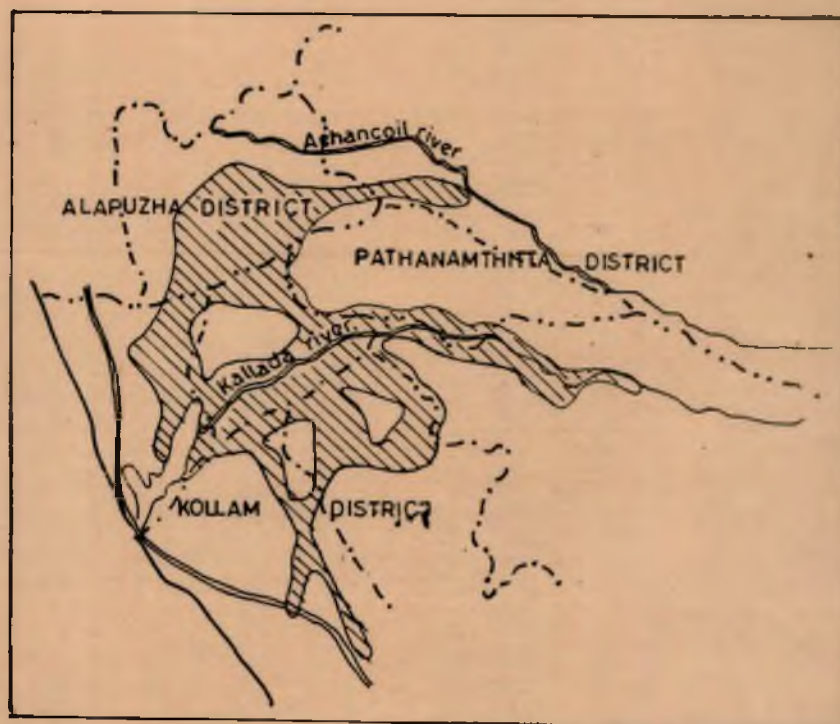 Achancoil river
ALAPUZHA DISTRICT
PATHANAMTHITTA DISTRICT
Kallada river
KOLLAM DISTRICT